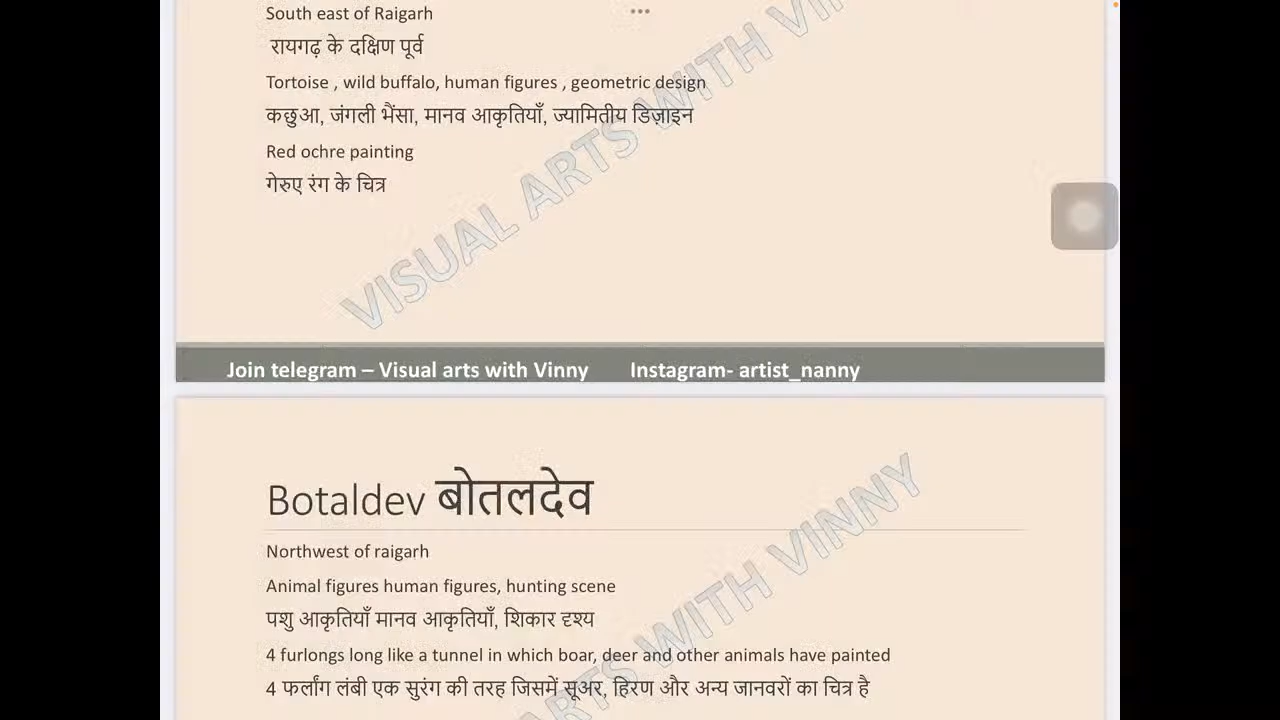 South east of Raigarh
रायगढ़ के दक्षिण पूर्व
Tortoise , wild buffalo, human figures , geometric design
कछुआ, जंगली भैंसा, मानव आकृतियाँ, ज्यामितीय डिज़ाइन
Red ochre painting
गेरुए रंग के चित्र
VISUAL ARTS WITH VINN
Join telegram – Visual arts with Vinny Instagram- artist_nanny
Botaldev बोतलदेव
Northwest of raigarh
Animal figures human figures, hunting scene
पशु आकृतियाँ मानव आकृतियाँ, शिकार दृश्य
4 furlongs long like a tunnel in which boar, deer and other animals have painted
4 फर्लांग लंबी एक सुरंग की तरह जिसमें सूअर, हिरण और अन्य जानवरों का चित्र है
ARTS WITH VINNY